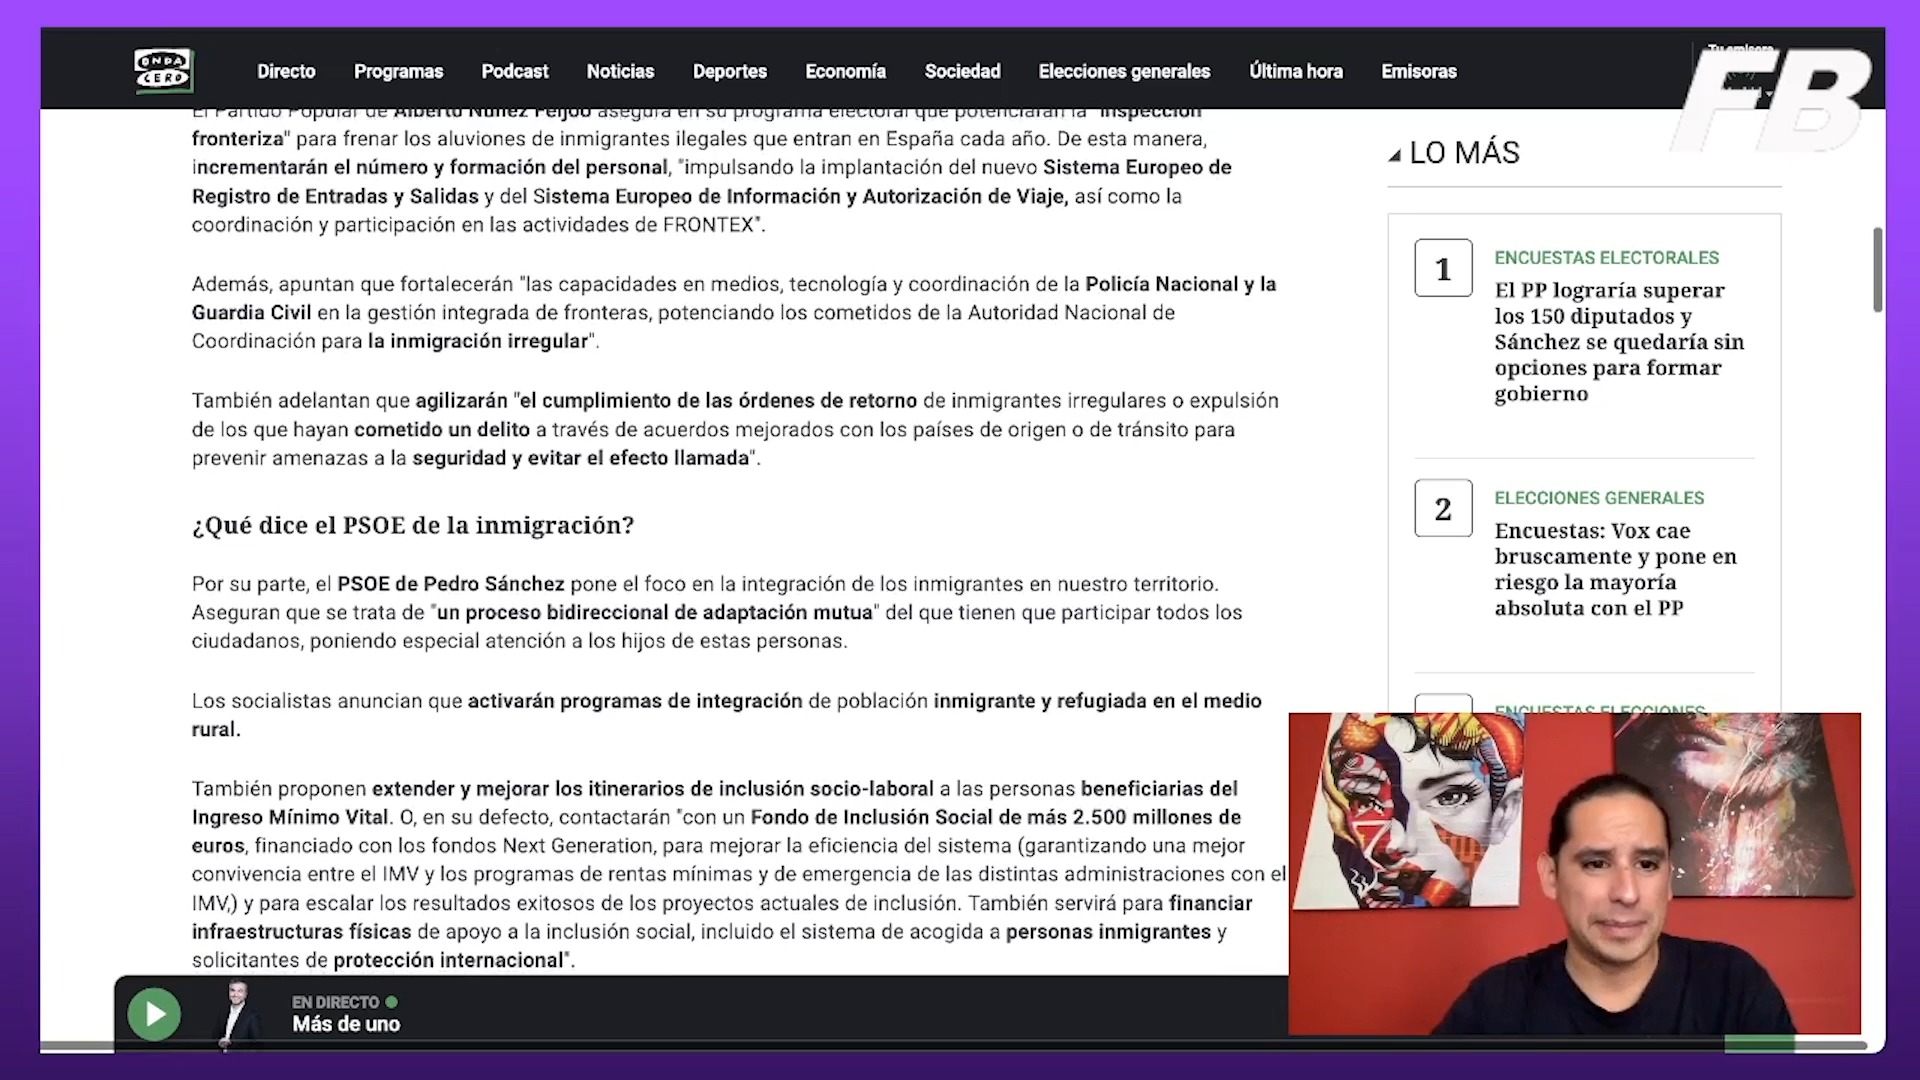 ONDA CERO
Directo Programas Podcast Noticias Deportes Economía Sociedad Elecciones generales Última hora Emisoras
Tu emisora
FB
El Partido Popular de Alberto Núñez Feijóo asegura en su programa electoral que potenciarán la "inspección
fronteriza" para frenar los aluviones de inmigrantes ilegales que entran en España cada año. De esta manera,
incrementarán el número y formación del personal, "impulsando la implantación del nuevo Sistema Europeo de
Registro de Entradas y Salidas y del Sistema Europeo de Información y Autorización de Viaje, así como la
coordinación y participación en las actividades de FRONTEX".
Además, apuntan que fortalecerán "las capacidades en medios, tecnología y coordinación de la Policía Nacional y la
Guardia Civil en la gestión integrada de fronteras, potenciando los cometidos de la Autoridad Nacional de
Coordinación para la inmigración irregular".
También adelantan que agilizarán "el cumplimiento de las órdenes de retorno de inmigrantes irregulares o expulsión
de los que hayan cometido un delito a través de acuerdos mejorados con los países de origen o de tránsito para
prevenir amenazas a la seguridad y evitar el efecto llamada".
¿Qué dice el PSOE de la inmigración?
Por su parte, el PSOE de Pedro Sánchez pone el foco en la integración de los inmigrantes en nuestro territorio.
Aseguran que se trata de "un proceso bidireccional de adaptación mutua" del que tienen que participar todos los
ciudadanos, poniendo especial atención a los hijos de estas personas.
Los socialistas anuncian que activarán programas de integración de población inmigrante y refugiada en el medio
rural.
También proponen extender y mejorar los itinerarios de inclusión socio-laboral a las personas beneficiarias del
Ingreso Mínimo Vital. O, en su defecto, contactarán "con un Fondo de Inclusión Social de más 2.500 millones de
euros, financiado con los fondos Next Generation, para mejorar la eficiencia del sistema (garantizando una mejor
convivencia entre el IMV y los programas de rentas mínimas y de emergencia de las distintas administraciones con el
IMV,) y para escalar los resultados exitosos de los proyectos actuales de inclusión. También servirá para financiar
infraestructuras físicas de apoyo a la inclusión social, incluido el sistema de acogida a personas inmigrantes y
solicitantes de protección internacional".
LO MÁS
1
ENCUESTAS ELECTORALES
El PP lograría superar
los 150 diputados y
Sánchez se quedaría sin
opciones para formar
gobierno
2
ELECCIONES GENERALES
Encuestas: Vox cae
bruscamente y pone en
riesgo la mayoría
absoluta con el PP
ENCUESTAS ELECCIONES
EN DIRECTO
Más de uno